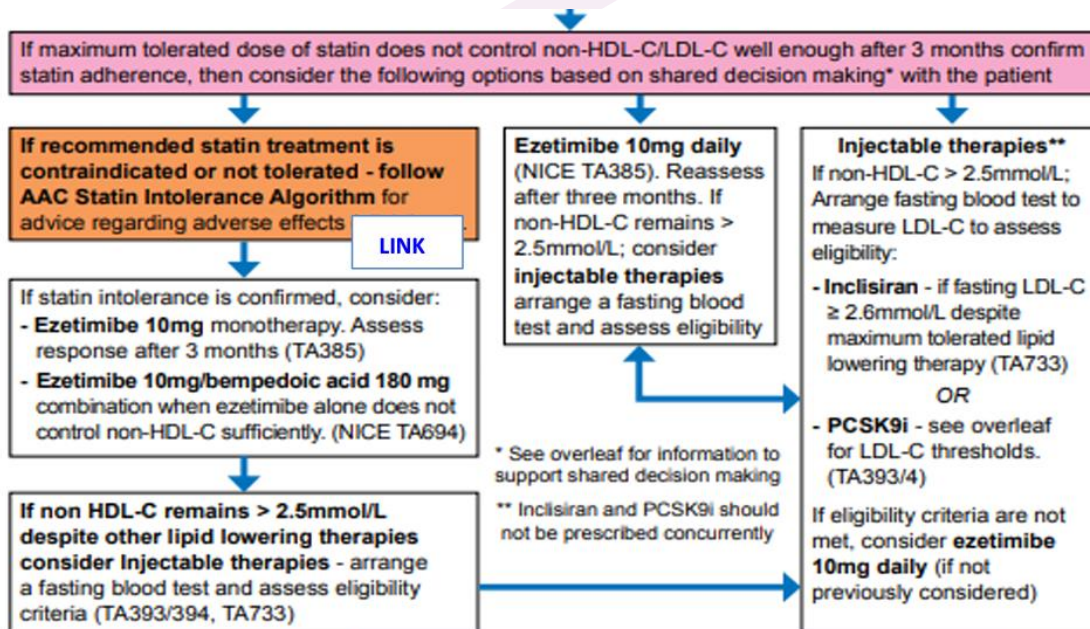 If maximum tolerated dose of statin does not control non-HDL-C/LDL-C well enough after 3 months confirm
statin adherence, then consider the following options based on shared decision making* with the patient
If recommended statin treatment is
contraindicated or not tolerated - follow
AAC Statin Intolerance Algorithm for
advice regarding adverse effects
LINK
If statin intolerance is confirmed, consider:
- Ezetimibe 10mg monotherapy. Assess
response after 3 months (TA385)
- Ezetimibe 10mg/bempedoic acid 180 mg
combination when ezetimibe alone does not
control non-HDL-C sufficiently. (NICE TA694)
If non HDL-C remains > 2.5mmol/L
despite other lipid lowering therapies
consider Injectable therapies - arrange
a fasting blood test and assess eligibility
criteria (TA393/394, TA733)
Ezetimibe 10mg daily
(NICE TA385). Reassess
after three months. If
non-HDL-C remains >
2.5mmol/L; consider
injectable therapies
arrange a fasting blood
test and assess eligibility
* See overleaf for information to
support shared decision making
** Inclisiran and PCSK9i should
not be prescribed concurrently
Injectable therapies**
If non-HDL-C > 2.5mmol/L;
Arrange fasting blood test to
measure LDL-C to assess
eligibility:
- Inclisiran - if fasting LDL-C
≥ 2.6mmol/L despite
maximum tolerated lipid
lowering therapy (TA733)
OR
- PCSK9i - see overleaf
for LDL-C thresholds.
(TA393/4)
If eligibility criteria are not
met, consider ezetimibe
10mg daily (if not
previously considered)